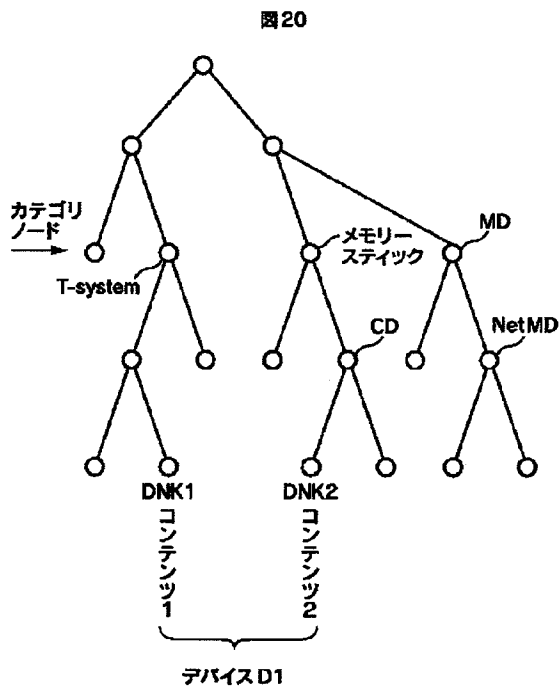 図20
カテゴリ
ノード
T-system
メモリー
スティック
MD
CD
NetMD
DNK1
コンテンツ1
DNK2
コンテンツ2
デバイス D1